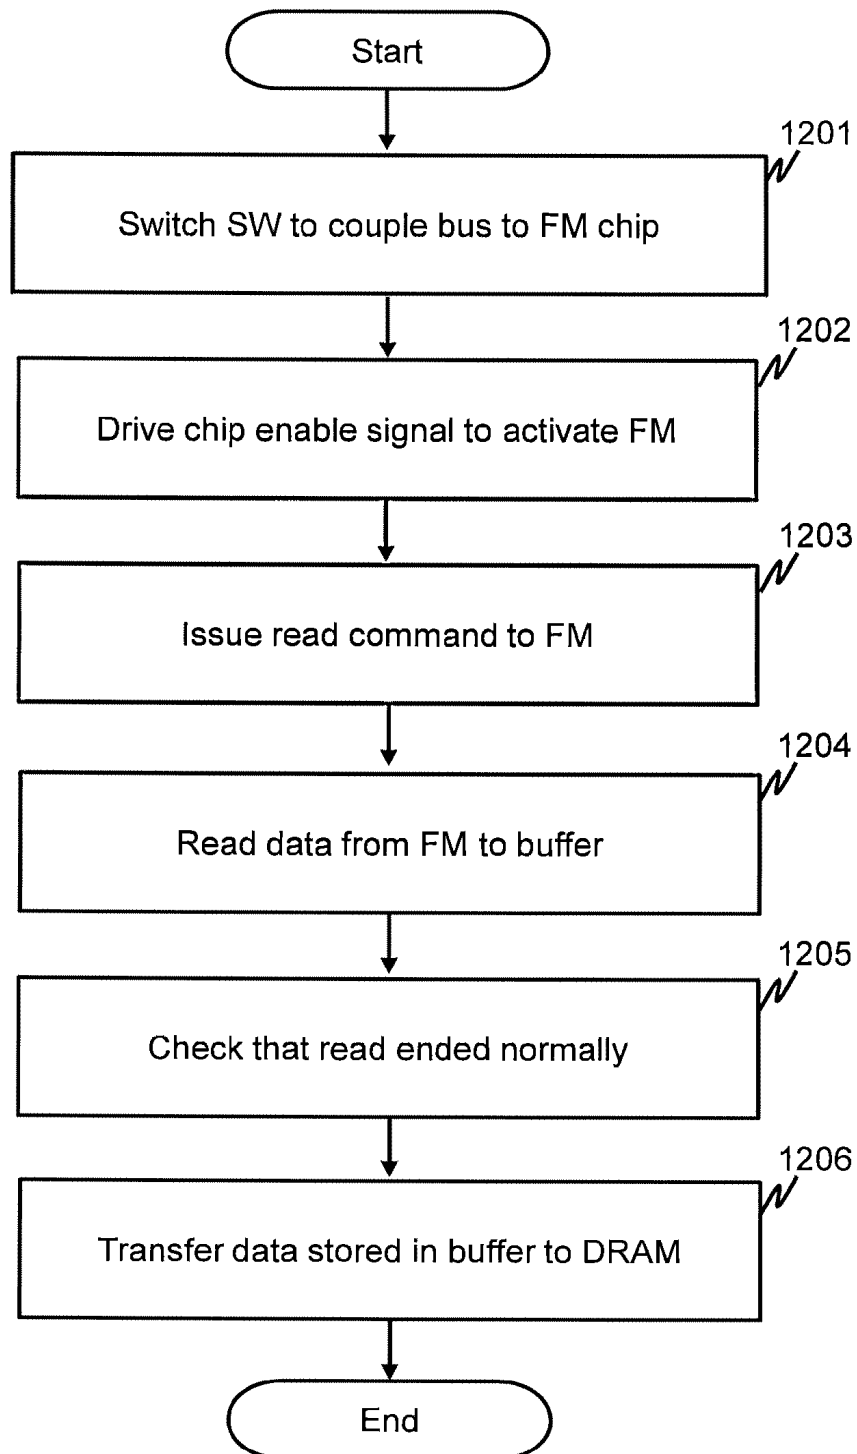 Start
1201
Switch SW to couple bus to FM chip
1202
Drive chip enable signal to activate FM
1203
Issue read command to FM
1204
Read data from FM to buffer
1205
Check that read ended normally
1206
Transfer data stored in buffer to DRAM
End